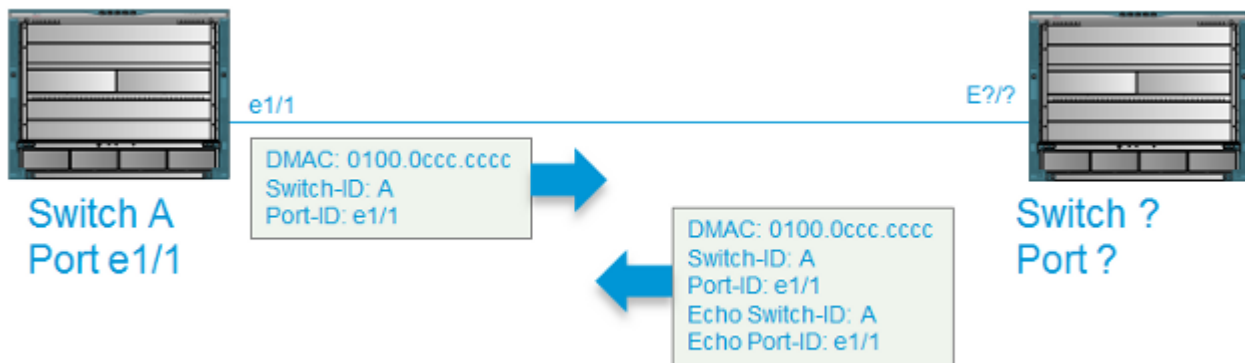 e1/1
E?/?
DMAC: 0100.0ccc.cccc
Switch-ID: A
Port-ID: e1/1
Switch A
Port e1/1
DMAC: 0100.0ccc.cccc
Switch-ID: A
Port-ID: e1/1
Echo Switch-ID: A
Echo Port-ID: e1/1
Switch ?
Port ?